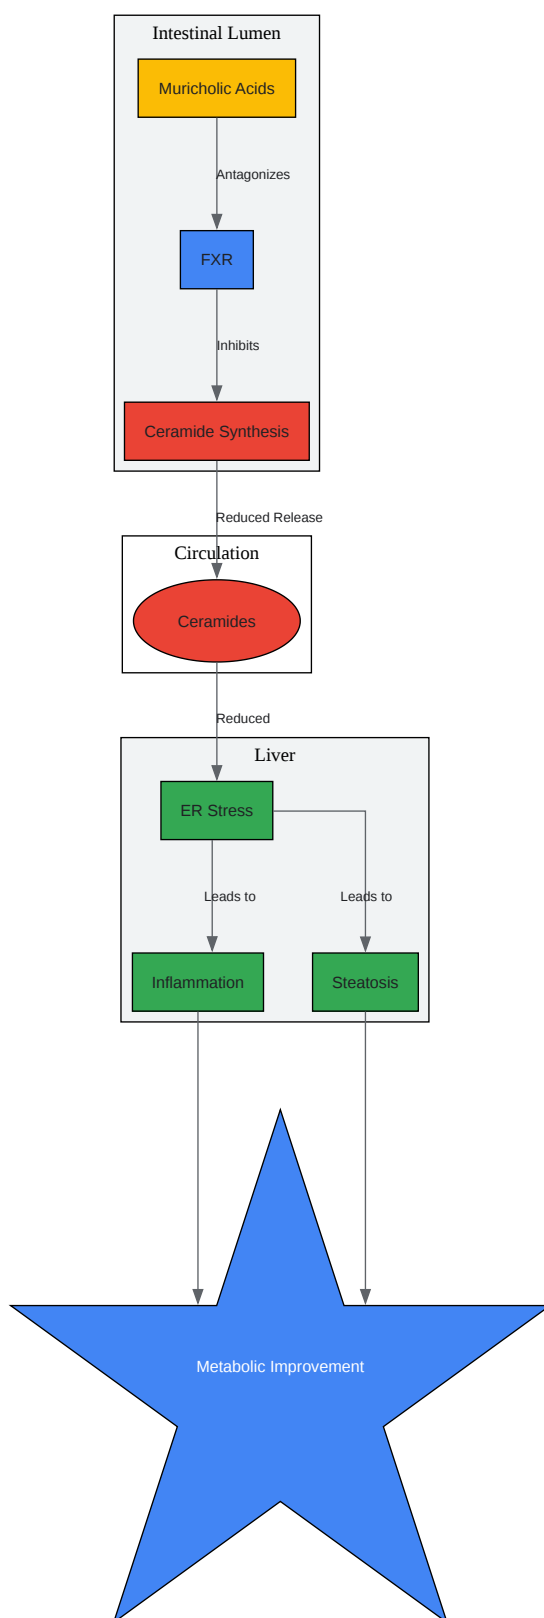 Intestinal Lumen
Muricholic Acids
Antagonizes
FXR
Inhibits
Ceramide Synthesis
Reduced Release
Circulation
Ceramides
Reduced
Liver
ER Stress
Leads to
Leads to
Inflammation
Steatosis
Metabolic Improvement